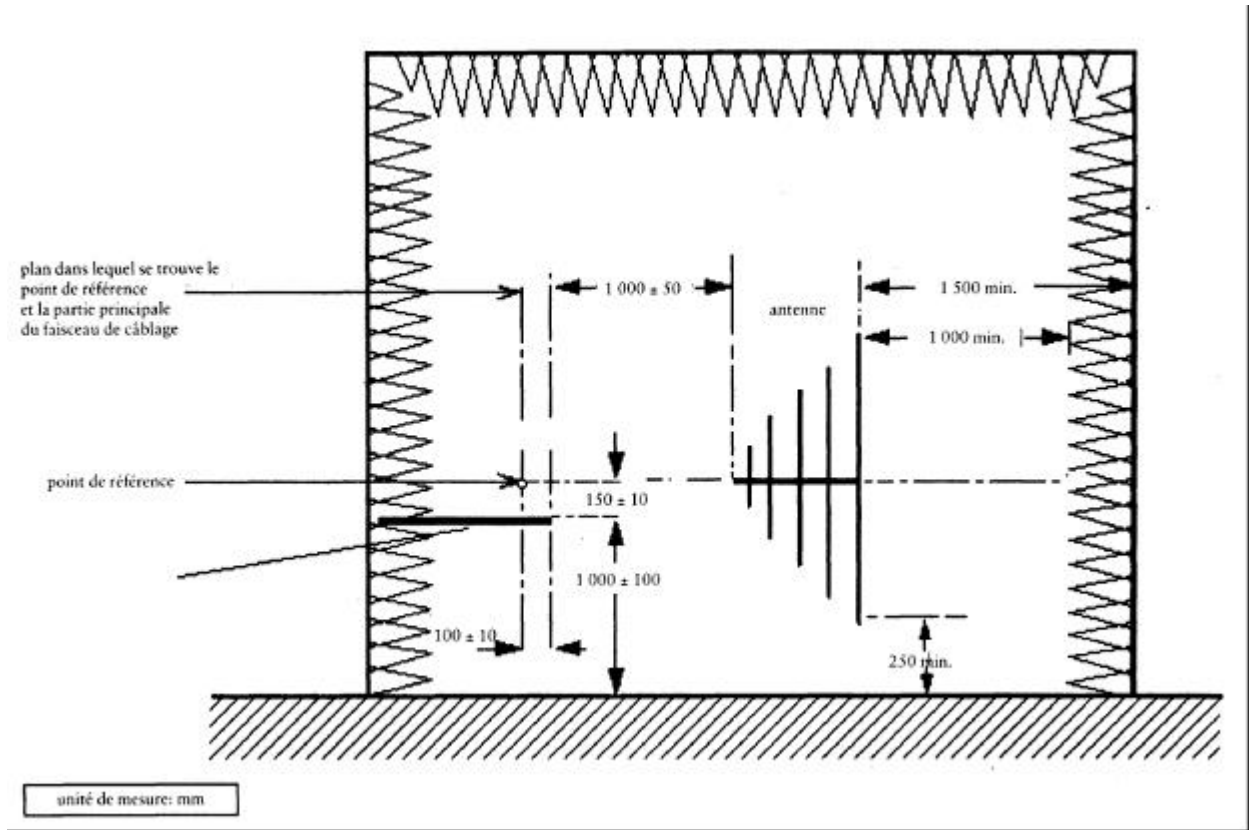 plan dans lequel se trouve le
point de référence
et la partie principale
du faisceau de câblage
1 000 ± 50
1 500 min.
antenne
1 000 min.
point de référence
150 ± 10
1 000 ± 100
100 ± 10
250 min.
unité de mesure: mm